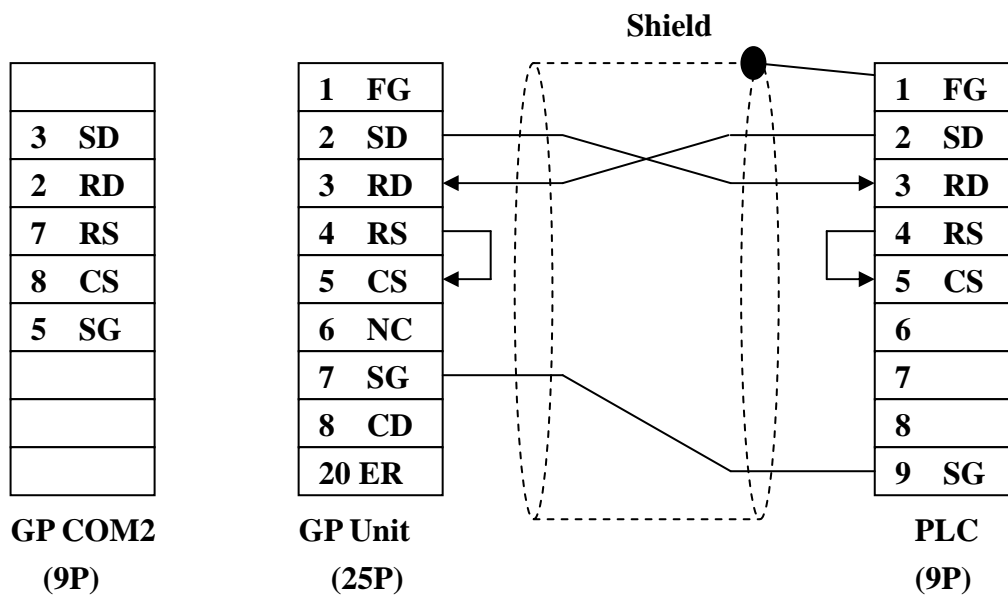 Shield
3 SD
2 RD
7 RS
8 CS
5 SG
GP COM2
(9P)
1 FG
2 SD
3 RD
4 RS
5 CS
6 NC
7 SG
8 CD
20 ER
GP Unit
(25P)
1 FG
2 SD
3 RD
4 RS
5 CS
6
7
8
9 SG
PLC
(9P)